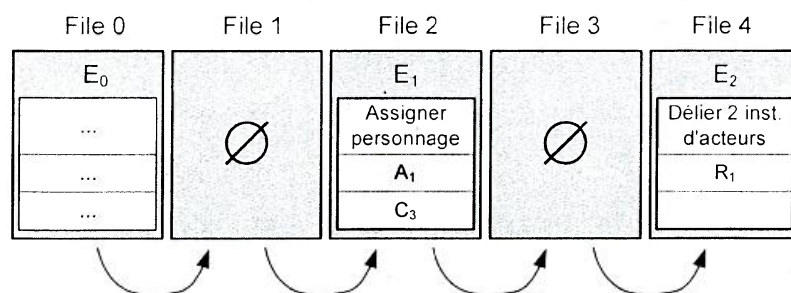 File 0
File 1
File 2
File 3
File 4
E₀
...
...
...
∅
E₁
Assigner
personnage
A₁
C₃
∅
E₂
Délier 2 inst.
d'acteurs
R₁